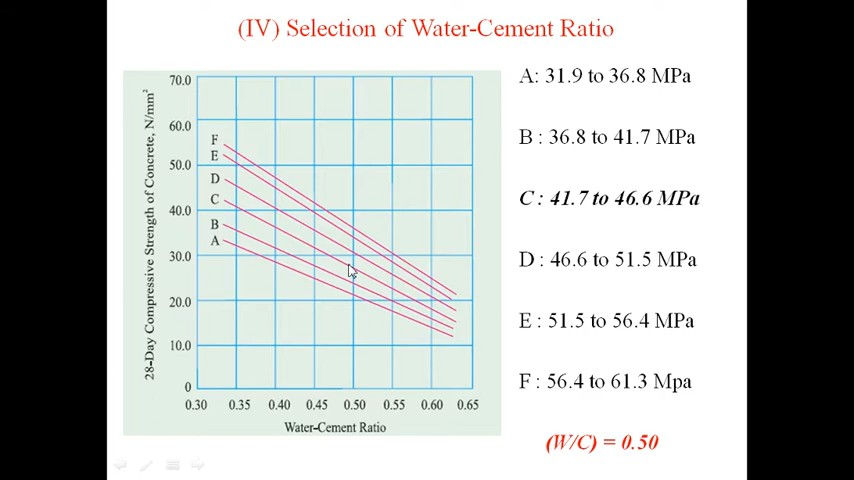 (IV) Selection of Water-Cement Ratio
28-Day Compressive Strength of Concrete, N/mm²
70.0
60.0
50.0
40.0
30.0
20.0
10.0
0
F
E
D
C
B
A
0.30 0.35 0.40 0.45 0.50 0.55 0.60 0.65
Water-Cement Ratio
A: 31.9 to 36.8 MPa
B : 36.8 to 41.7 MPa
C : 41.7 to 46.6 MPa
D : 46.6 to 51.5 MPa
E : 51.5 to 56.4 MPa
F : 56.4 to 61.3 Mpa
(W/C) = 0.50